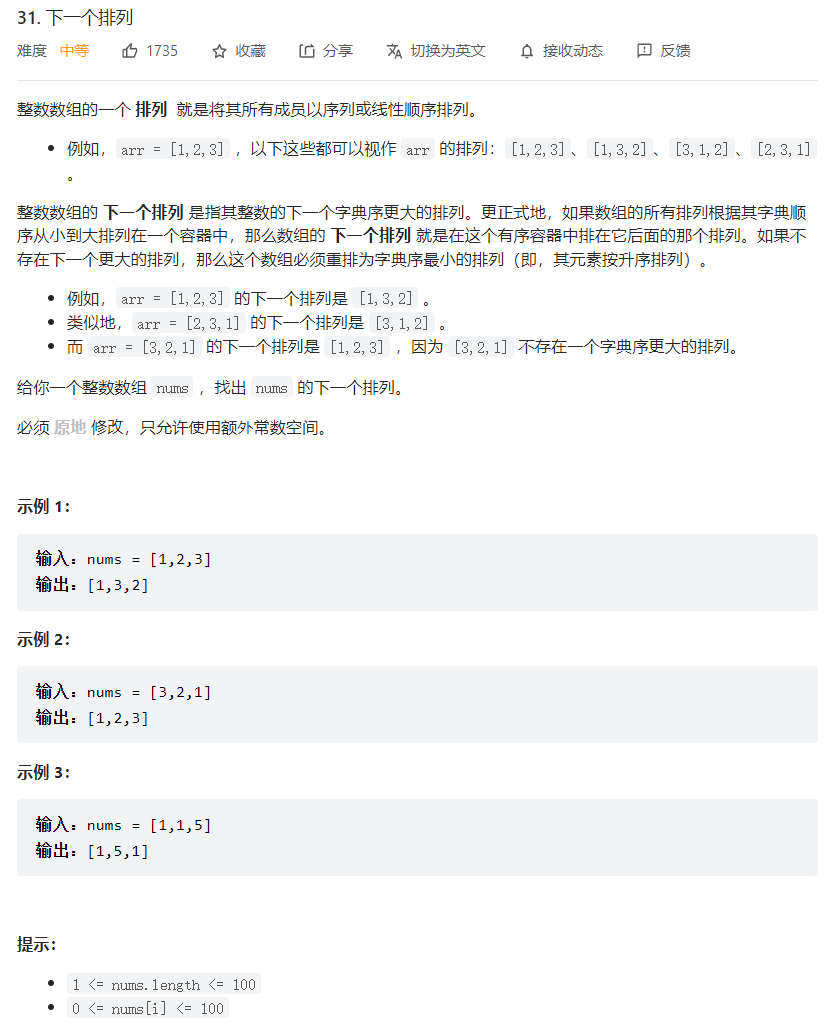 31. 下一个排列
难度 中等 1735 收藏 分享 切换为英文 接收动态 反馈
整数数组的一个 排列 就是将其所有成员以序列或线性顺序排列。
• 例如，arr = [1,2,3] ，以下这些都可以视作 arr 的排列：[1,2,3]、[1,3,2]、[3,1,2]、[2,3,1]
。
整数数组的 下一个排列 是指其整数的下一个字典序更大的排列。更正式地，如果数组的所有排列根据其字典顺
序从小到大排列在一个容器中，那么数组的 下一个排列 就是在这个有序容器中排在它后面的那个排列。如果不
存在下一个更大的排列，那么这个数组必须重排为字典序最小的排列（即，其元素按升序排列）。
• 例如，arr = [1,2,3] 的下一个排列是 [1,3,2] 。
• 类似地，arr = [2,3,1] 的下一个排列是 [3,1,2] 。
• 而 arr = [3,2,1] 的下一个排列是 [1,2,3] ，因为 [3,2,1] 不存在一个字典序更大的排列。
给你一个整数数组 nums ，找出 nums 的下一个排列。
必须 原地 修改，只允许使用额外常数空间。
示例 1：
输入：nums = [1,2,3]
输出：[1,3,2]
示例 2：
输入：nums = [3,2,1]
输出：[1,2,3]
示例 3：
输入：nums = [1,1,5]
输出：[1,5,1]
提示：
• 1 <= nums.length <= 100
• 0 <= nums[i] <= 100